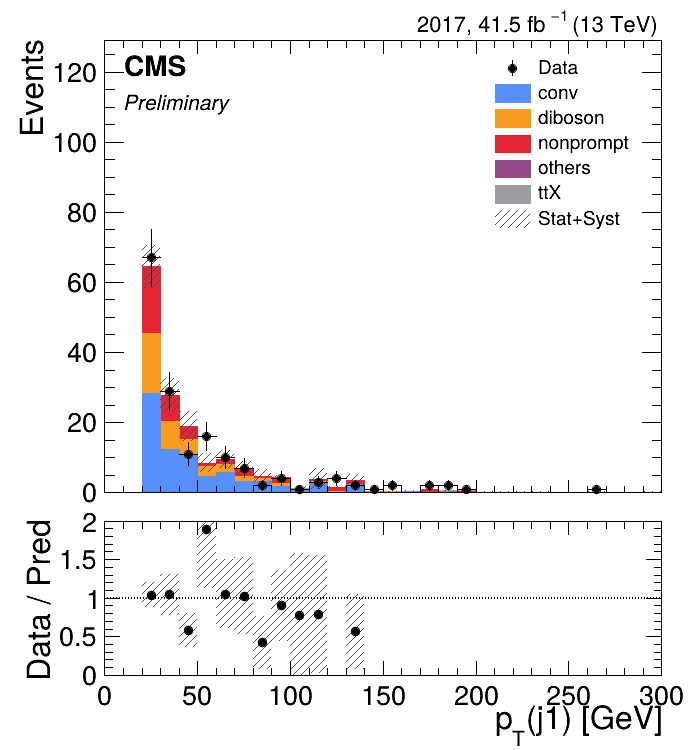 2017, 41.5 fb⁻¹ (13 TeV)
CMS
Preliminary
Events
120
100
80
60
40
20
0
Data
conv
diboson
nonprompt
others
ttX
Stat+Syst
Data / Pred
2
1.5
1
0.5
0
0 50 100 150 200 250 300
p_T(j1) [GeV]